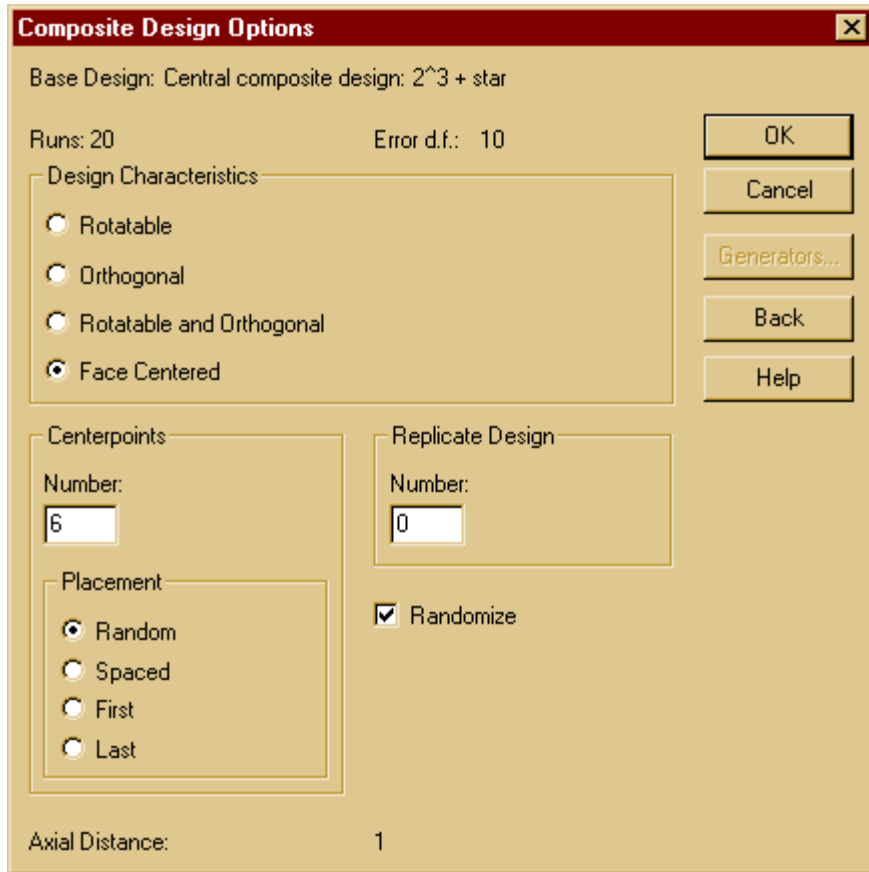 Composite Design Options
Base Design: Central composite design: 2^3 + star
Runs: 20 Error d.f.: 10
OK
Design Characteristics
Cancel
Rotatable
Generators...
Orthogonal
Back
Rotatable and Orthogonal
Face Centered
Help
Centerpoints
Replicate Design
Number:
Number:
6
0
Placement
Random
Randomize
Spaced
First
Last
Axial Distance: 1